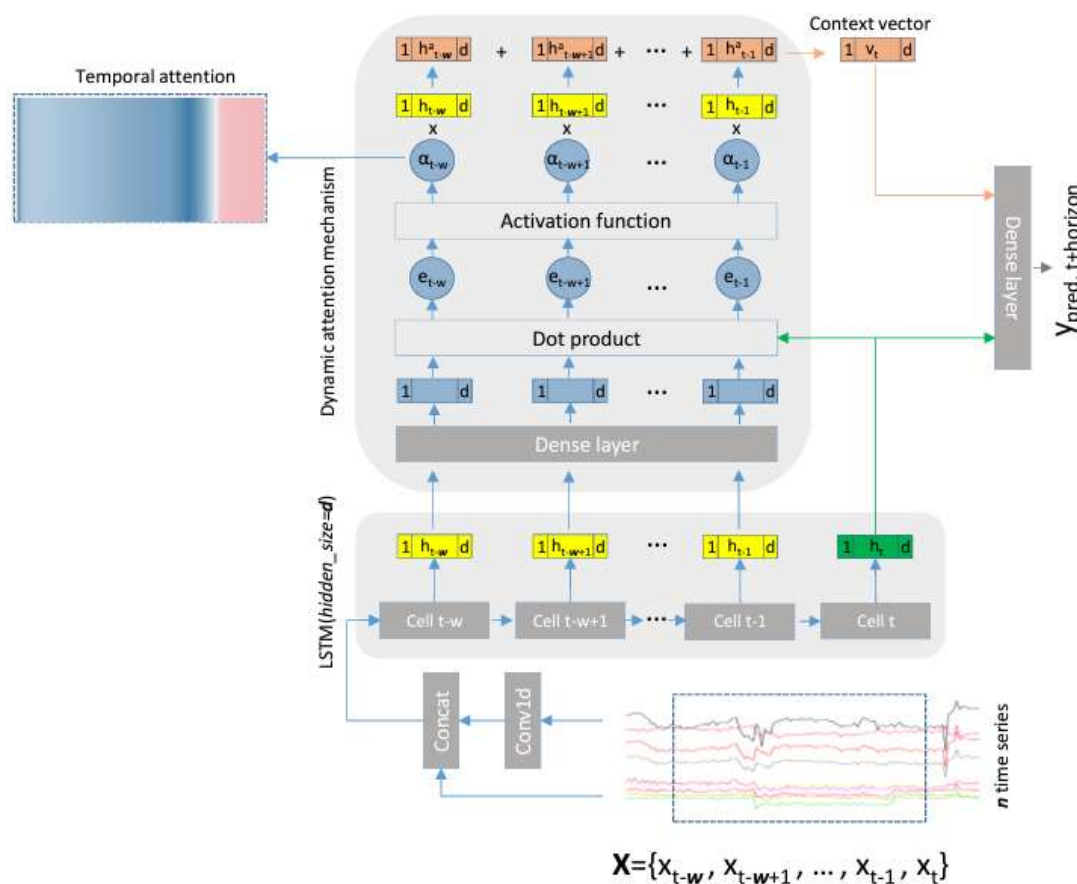 Context vector
1 hᵃt-w d + 1 hᵃt-w+1 d + ... + 1 hᵃt-1 d
1 vt d
Temporal attention
1 ht-w d 1 ht-w+1 d ... 1 ht-1 d
x x x
αt-w αt-w+1 ... αt-1
Activation function
et-w et-w+1 ... et-1
Dot product
1 d 1 d ... 1 d
Dense layer
Dynamic attention mechanism
Dense layer
ypred, t+horizon
1 ht-w d 1 ht-w+1 d ... 1 ht-1 d 1 ht d
Cell t-w Cell t-w+1 ... Cell t-1 Cell t
LSTM(hidden_size=d)
Concat
Conv1d
n time series
X={xt-w, xt-w+1, ..., xt-1, xt}